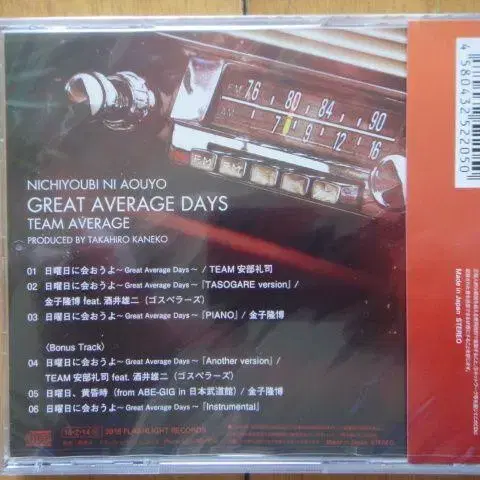 FM 76 80 84 90
AM 7 9 12 16
FM FM
NICHIYOUBI NI AOUYO
GREAT AVERAGE DAYS
TEAM AVERAGE
PRODUCED BY TAKAHIRO KANEKO
01 日曜日に会おうよ～Great Average Days～ / TEAM 安部礼司
02 日曜日に会おうよ～Great Average Days～『TASOGARE version』/
金子隆博 feat. 酒井雄二（ゴスペラーズ）
03 日曜日に会おうよ～Great Average Days～『PIANO』/ 金子隆博
〈Bonus Track〉
04 日曜日に会おうよ～Great Average Days～『Another version』/
TEAM 安部礼司 feat. 酒井雄二（ゴスペラーズ）
05 日曜日、黄昏時（from ABE-GIG in 日本武道館）/ 金子隆博
06 日曜日に会おうよ～Great Average Days～『Instrumental』
FLASHLIGHT RECORDS
Made in Japan STEREO
4580432522050
Made in Japan STEREO